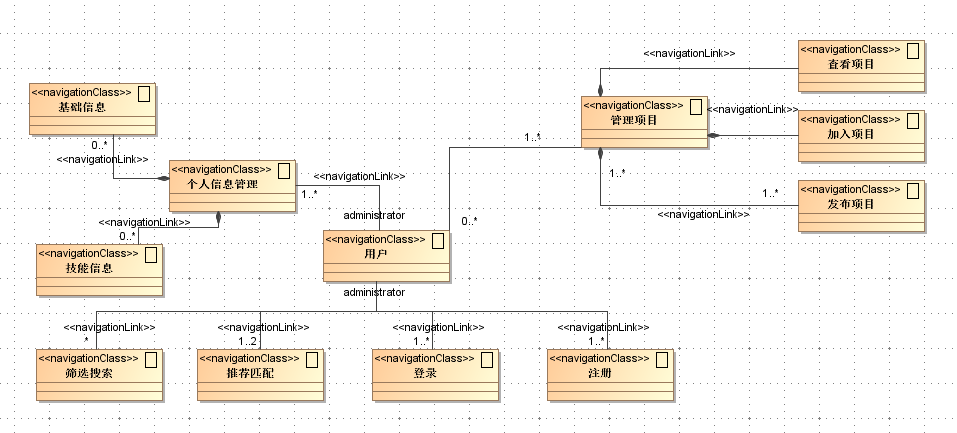 <<navigationClass>>
查看项目
<<navigationLink>>
<<navigationClass>>
基础信息
<<navigationClass>>
管理项目
<<navigationLink>>
<<navigationClass>>
加入项目
0..*
<<navigationLink>>
1..*
<<navigationClass>>
个人信息管理
<<navigationLink>>
1..*
1..*
1..*
<<navigationClass>>
发布项目
<<navigationLink>>
administrator
<<navigationLink>>
0..*
0..*
<<navigationClass>>
技能信息
<<navigationClass>>
用户
administrator
<<navigationLink>>
*
<<navigationLink>>
1..2
<<navigationLink>>
1..*
<<navigationLink>>
1..*
<<navigationClass>>
筛选搜索
<<navigationClass>>
推荐匹配
<<navigationClass>>
登录
<<navigationClass>>
注册